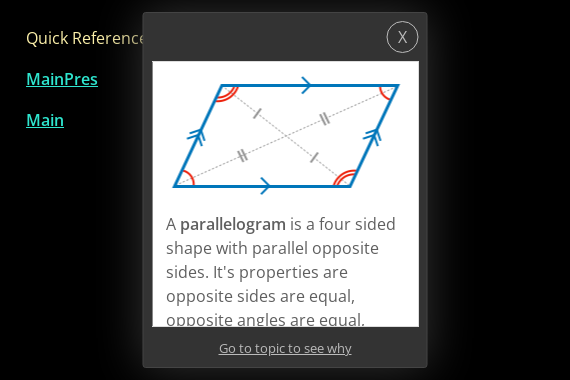 Quick Reference
MainPres
Main
X
A parallelogram is a four sided
shape with parallel opposite
sides. It's properties are
opposite sides are equal,
opposite angles are equal.
Go to topic to see why